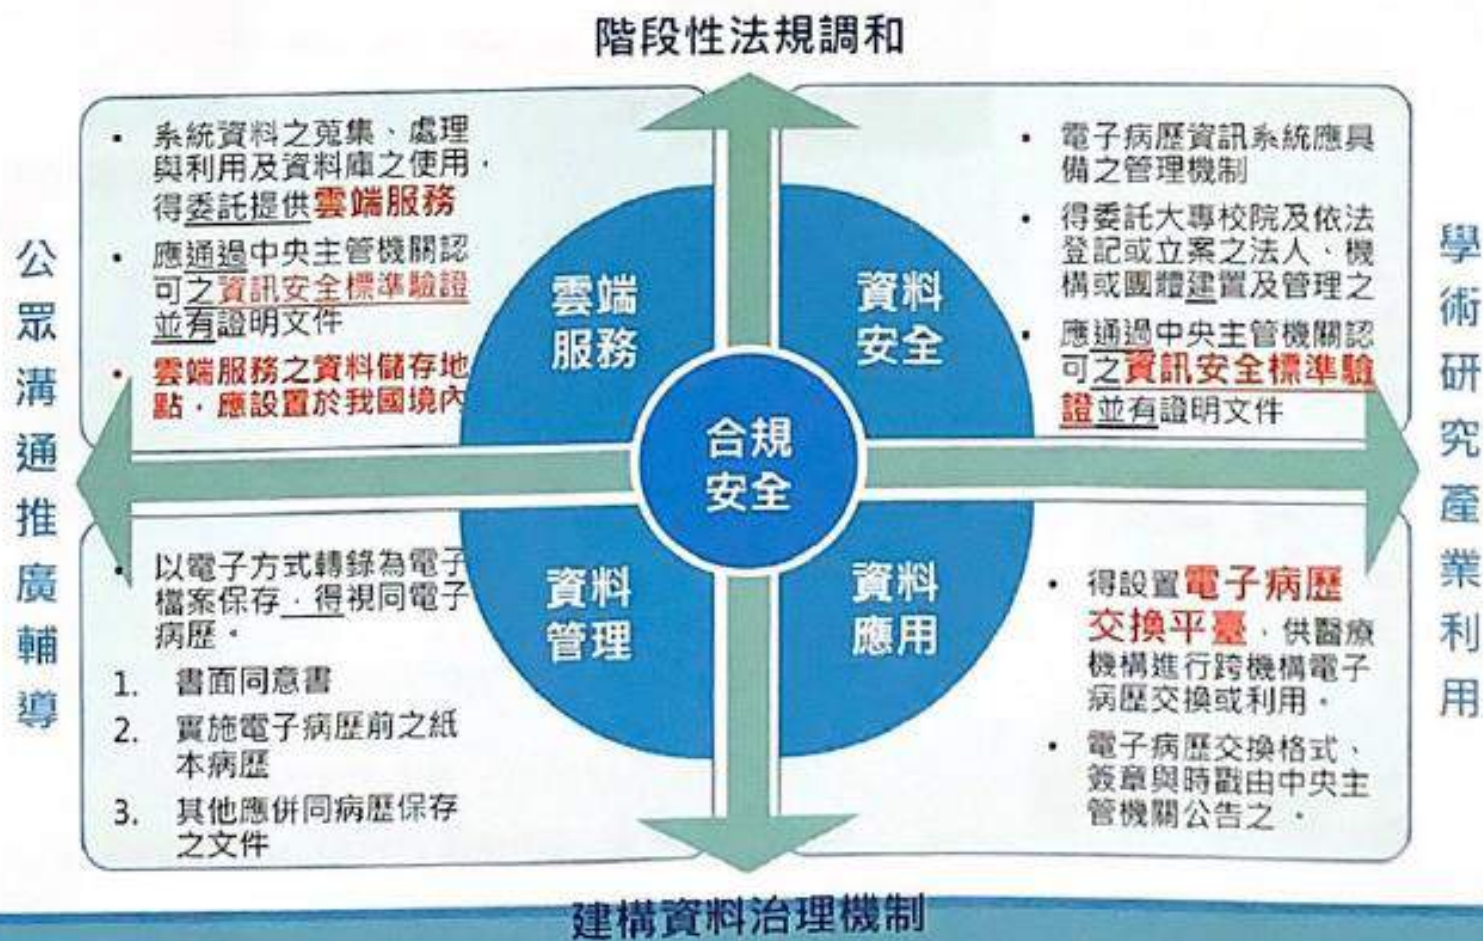 階段性法規調和
• 系統資料之蒐集、處理
與利用及資料庫之使用，
得委託提供雲端服務
• 應通過中央主管機關認
可之資訊安全標準驗證
並有證明文件
• 雲端服務之資料儲存地
點，應設置於我國境內
• 電子病歷資訊系統應具
備之管理機制
• 得委託大專校院及依法
登記或立案之法人、機
構或團體建置及管理之
• 應通過中央主管機關認
可之資訊安全標準驗
證並有證明文件
公眾溝通推廣輔導
雲端
服務
資料
安全
合規
安全
資料
管理
資料
應用
學術研究產業利用
• 以電子方式轉錄為電子
檔案保存，得視同電子
病歷。
1. 書面同意書
2. 實施電子病歷前之紙
本病歷
3. 其他應併同病歷保存
之文件
• 得設置電子病歷
交換平臺，供醫療
機構進行跨機構電子
病歷交換或利用。
• 電子病歷交換格式、
簽章與時戳由中央主
管機關公告之。
建構資料治理機制